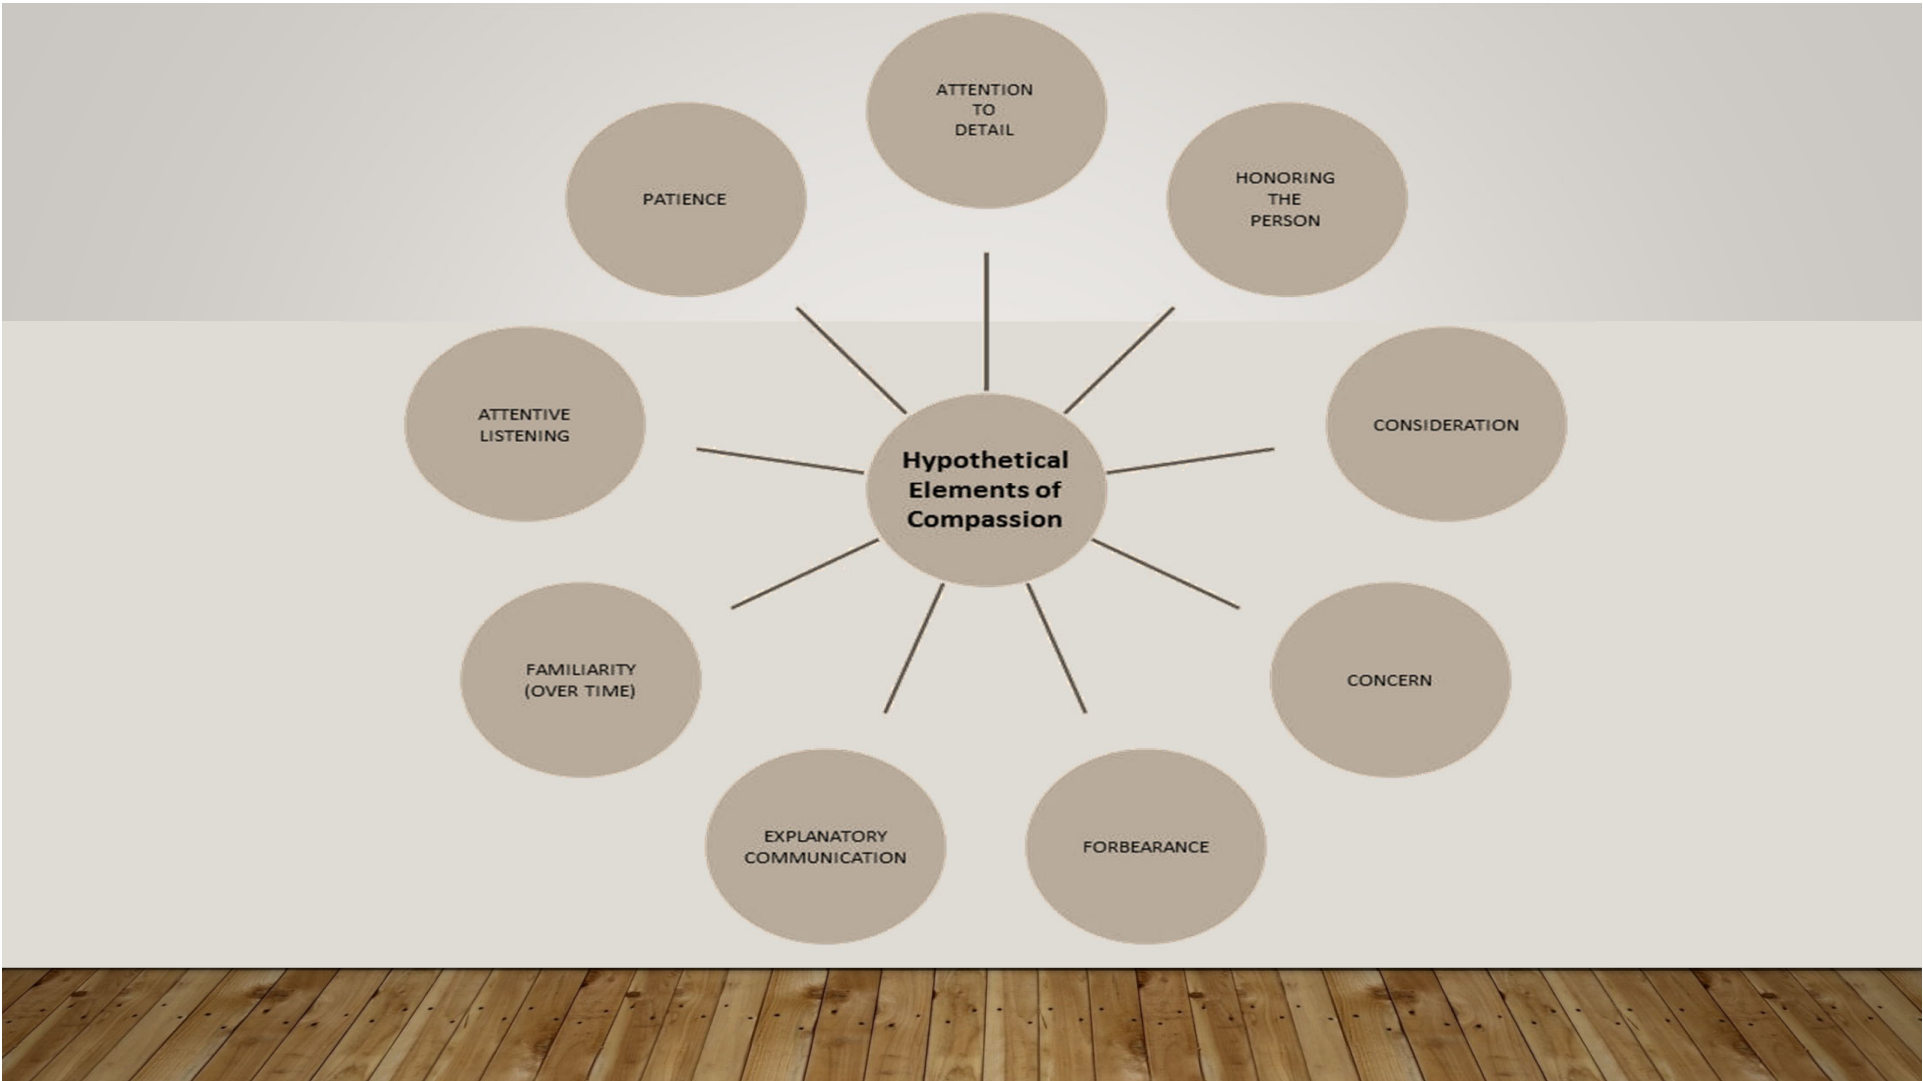 ATTENTION
TO
DETAIL
HONORING
THE
PERSON
CONSIDERATION
CONCERN
FORBEARANCE
EXPLANATORY
COMMUNICATION
FAMILIARITY
(OVER TIME)
ATTENTIVE
LISTENING
PATIENCE
Hypothetical
Elements of
Compassion